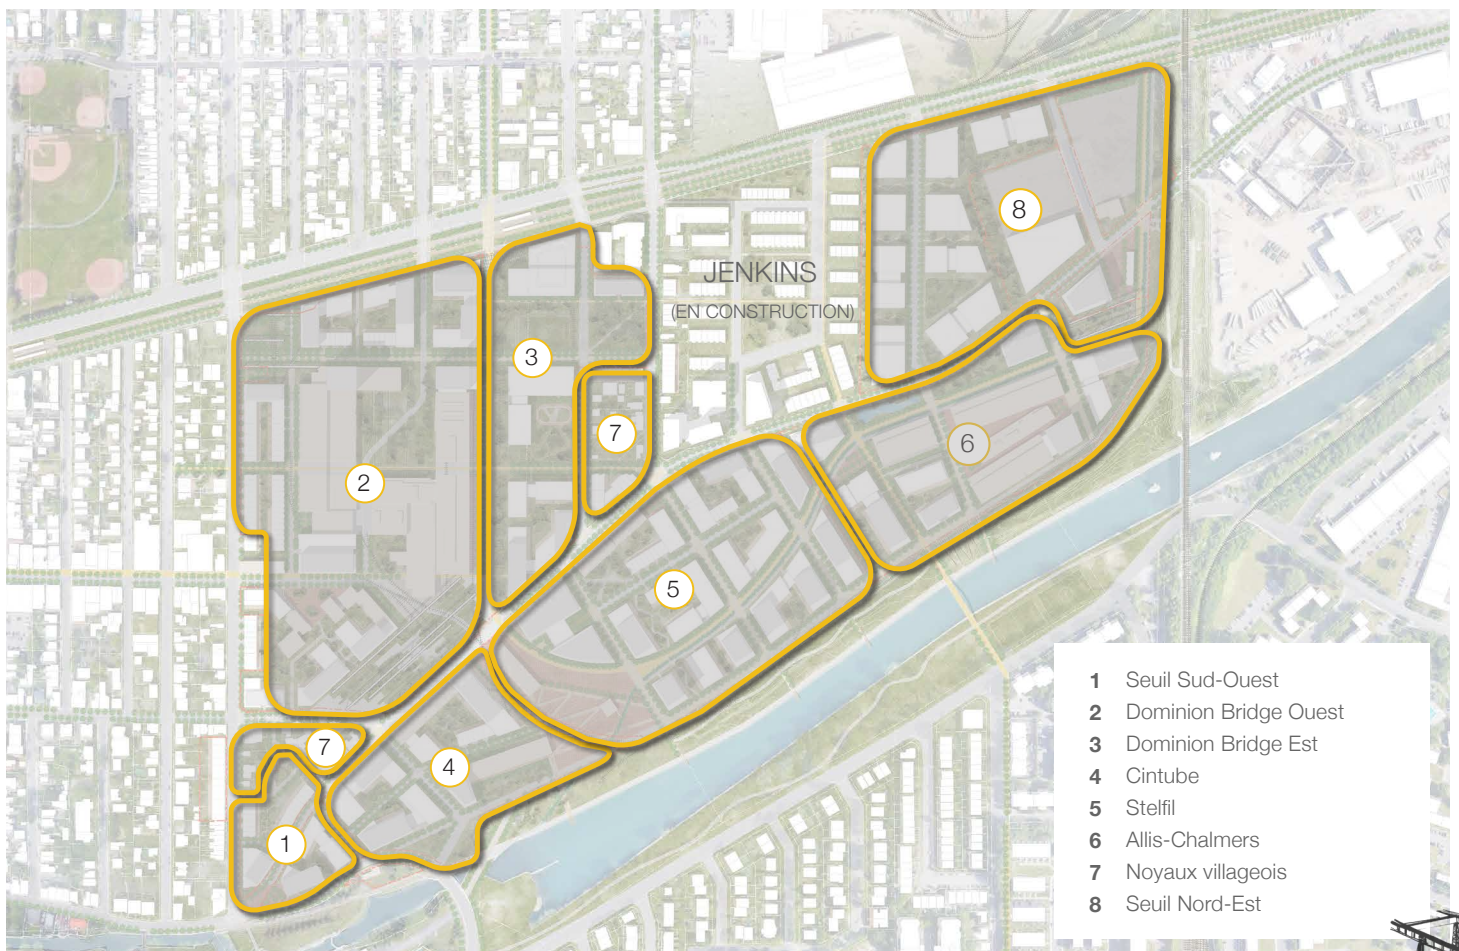 8
JENKINS
(EN CONSTRUCTION)
3
7
6
2
5
7
4
1
1 Seuil Sud-Ouest
2 Dominion Bridge Ouest
3 Dominion Bridge Est
4 Cintube
5 Stelfil
6 Allis-Chalmers
7 Noyaux villageois
8 Seuil Nord-Est